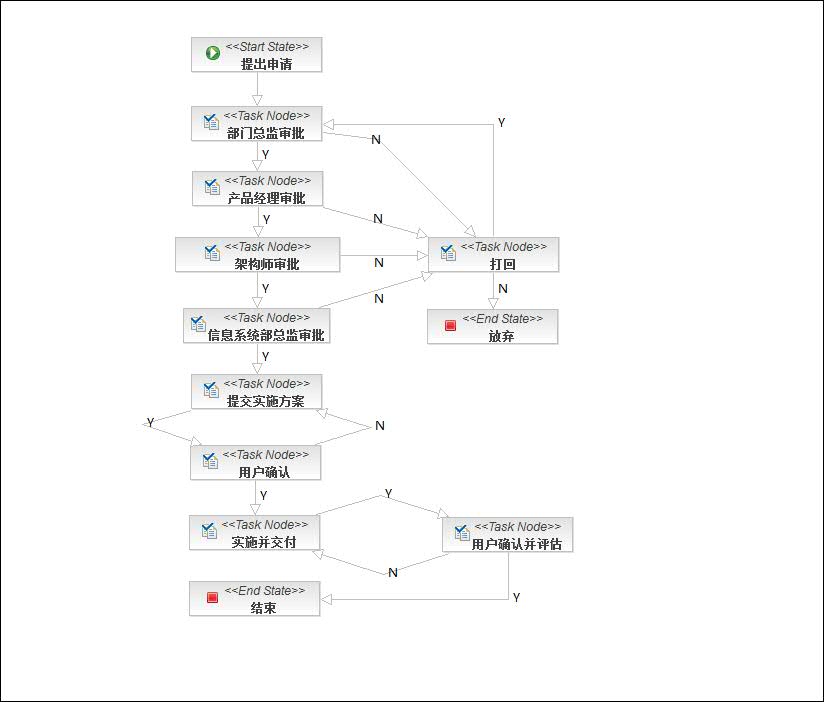 <<Start State>>
提出申请
<<Task Node>>
部门总监审批
Y
N
Y
<<Task Node>>
产品经理审批
Y
N
<<Task Node>>
架构师审批
N
<<Task Node>>
打回
Y
N
N
<<Task Node>>
信息系统部总监审批
<<End State>>
放弃
Y
<<Task Node>>
提交实施方案
Y
N
<<Task Node>>
用户确认
Y
Y
<<Task Node>>
实施并交付
<<Task Node>>
用户确认并评估
N
<<End State>>
结束
Y